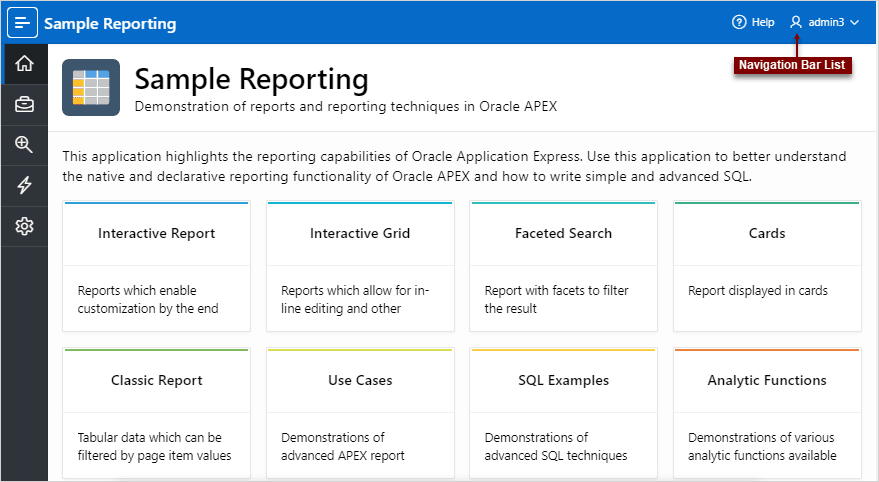 Sample Reporting
Help
admin3
Navigation Bar List
Sample Reporting
Demonstration of reports and reporting techniques in Oracle APEX
This application highlights the reporting capabilities of Oracle Application Express. Use this application to better understand
the native and declarative reporting functionality of Oracle APEX and how to write simple and advanced SQL.
Interactive Report
Reports which enable
customization by the end
Interactive Grid
Reports which allow for in-
line editing and other
Faceted Search
Report with facets to filter
the result
Cards
Report displayed in cards
Classic Report
Tabular data which can be
filtered by page item values
Use Cases
Demonstrations of
advanced APEX report
SQL Examples
Demonstrations of
advanced SQL techniques
Analytic Functions
Demonstrations of various
analytic functions available